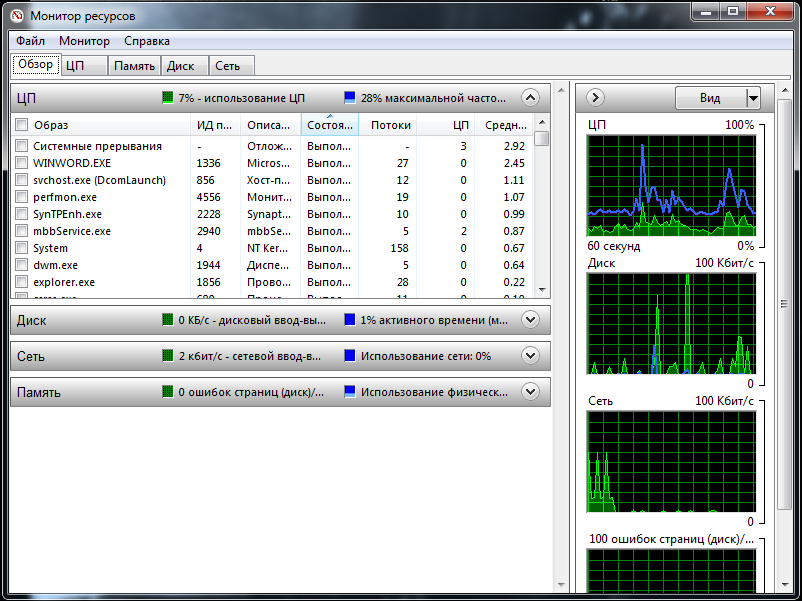 Монитор ресурсов
Файл Монитор Справка
Обзор ЦП Память Диск Сеть
ЦП 7% - использование ЦП 28% максимальной часто...
Образ ИД п... Описа... Состоя... Потоки ЦП Средн...
Системные прерывания - Отлож... Выпол... - 3 2.92
WINWORD.EXE 1336 Micros... Выпол... 27 0 2.45
svchost.exe (DcomLaunch) 856 Хост-п... Выпол... 12 0 1.11
perfmon.exe 4556 Монит... Выпол... 19 0 1.07
SynTPEnh.exe 2228 Synapt... Выпол... 10 0 0.99
mbbService.exe 2940 mbbSe... Выпол... 5 2 0.87
System 4 NT Ker... Выпол... 158 0 0.67
dwm.exe 1944 Диспе... Выпол... 5 0 0.64
explorer.exe 1856 Прово... Выпол... 28 0 0.22
Диск 0 КБ/с - дисковый ввод-вы... 1% активного времени (м...
Сеть 2 кбит/с - сетевой ввод-в... Использование сети: 0%
Память 0 ошибок страниц (диск)/... Использование физическ...
Вид
ЦП 100%
60 секунд 0%
Диск 100 Кбит/с
0
Сеть 100 Кбит/с
0
100 ошибок страниц (диск)/...